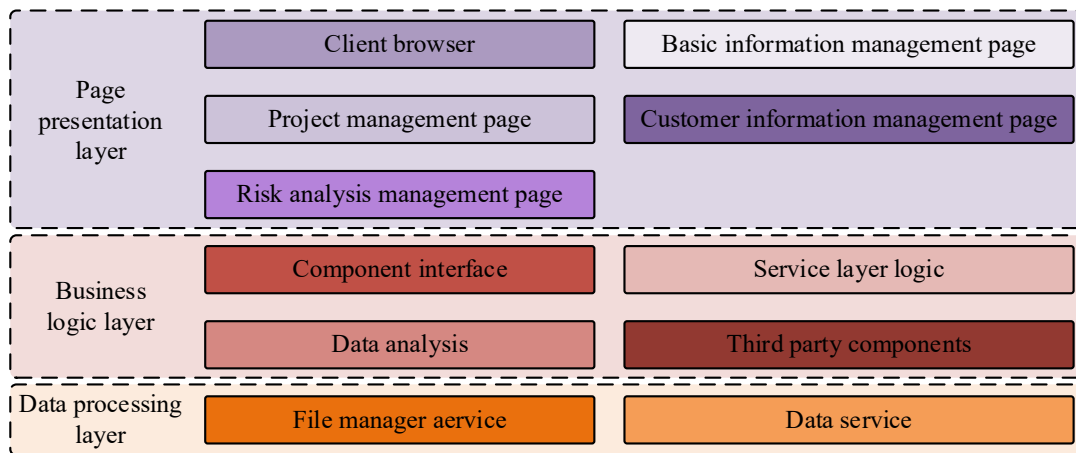 Page
presentation
layer
Client browser
Basic information management page
Project management page
Customer information management page
Risk analysis management page
Business
logic layer
Component interface
Service layer logic
Data analysis
Third party components
Data processing
layer
File manager aervice
Data service